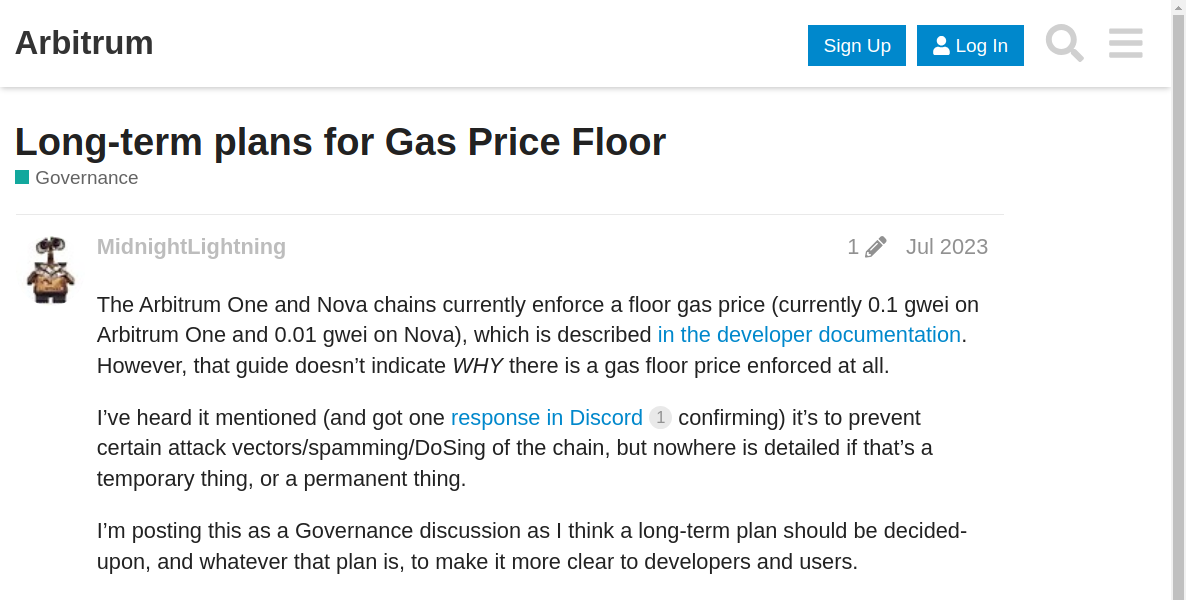 Arbitrum
Sign Up
Log In
Long-term plans for Gas Price Floor
Governance
MidnightLightning
1
Jul 2023
The Arbitrum One and Nova chains currently enforce a floor gas price (currently 0.1 gwei on
Arbitrum One and 0.01 gwei on Nova), which is described in the developer documentation.
However, that guide doesn’t indicate WHY there is a gas floor price enforced at all.
I’ve heard it mentioned (and got one response in Discord 1 confirming) it’s to prevent
certain attack vectors/spamming/DoSing of the chain, but nowhere is detailed if that’s a
temporary thing, or a permanent thing.
I’m posting this as a Governance discussion as I think a long-term plan should be decided-
upon, and whatever that plan is, to make it more clear to developers and users.